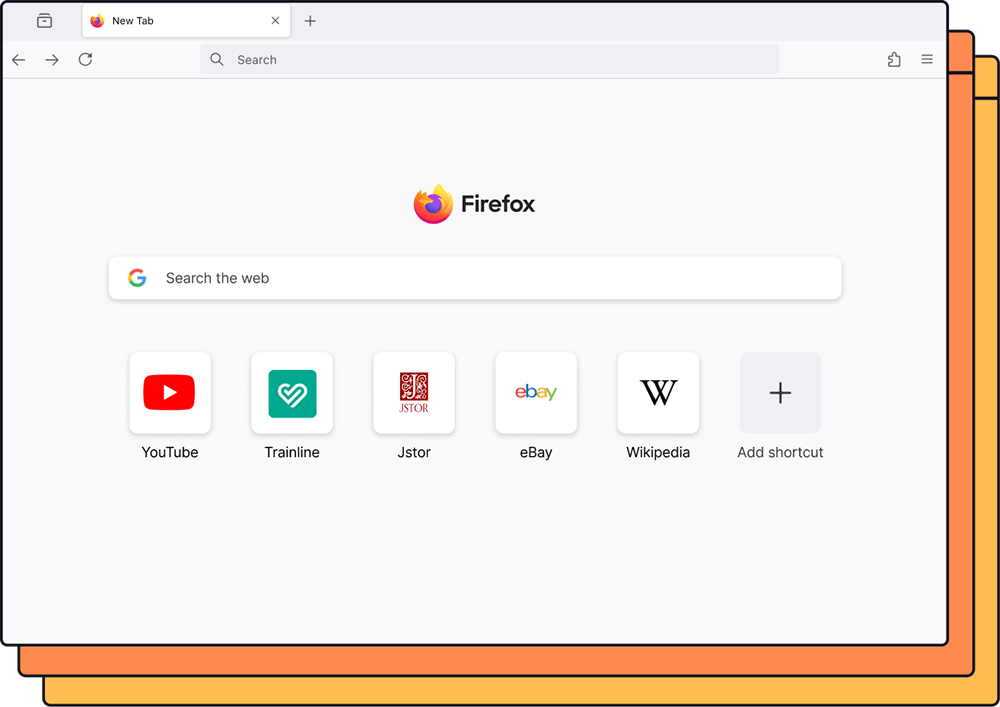 New Tab
Search
Firefox
Search the web
JSTOR
ebay
W
YouTube
Trainline
Jstor
eBay
Wikipedia
Add shortcut